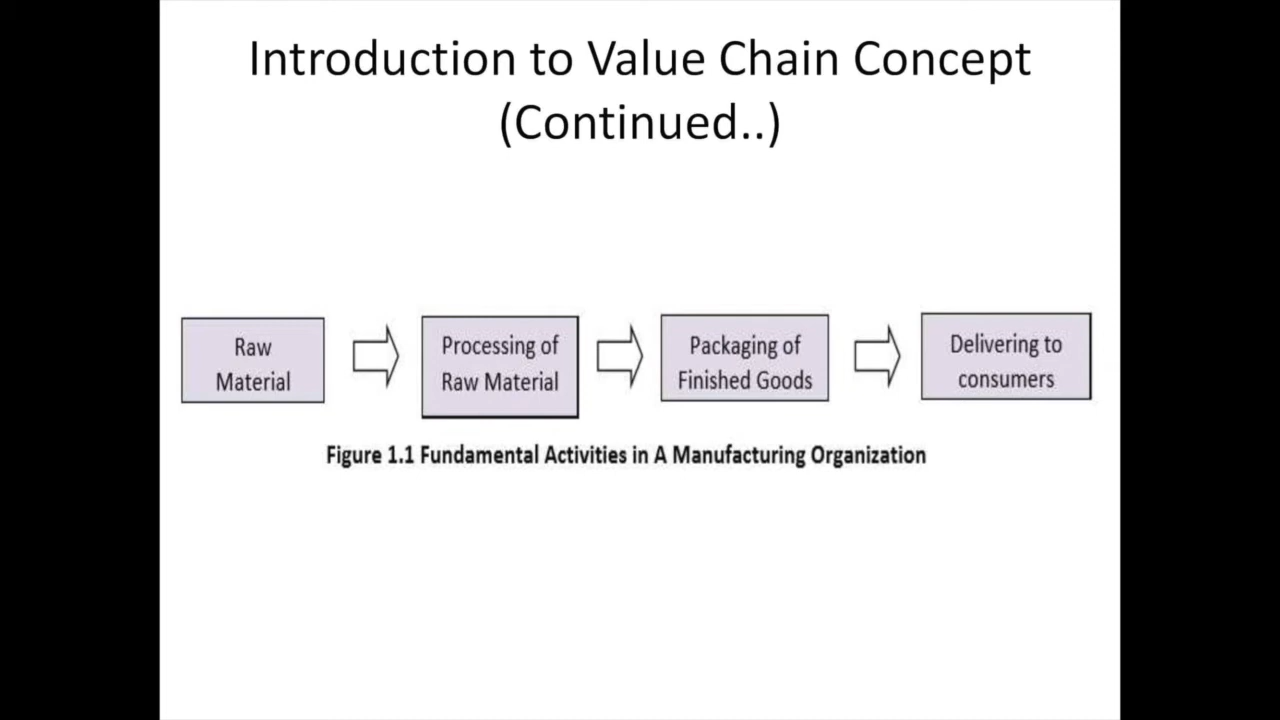 Introduction to Value Chain Concept
(Continued..)
Raw
Material
Processing of
Raw Material
Packaging of
Finished Goods
Delivering to
consumers
Figure 1.1 Fundamental Activities in A Manufacturing Organization